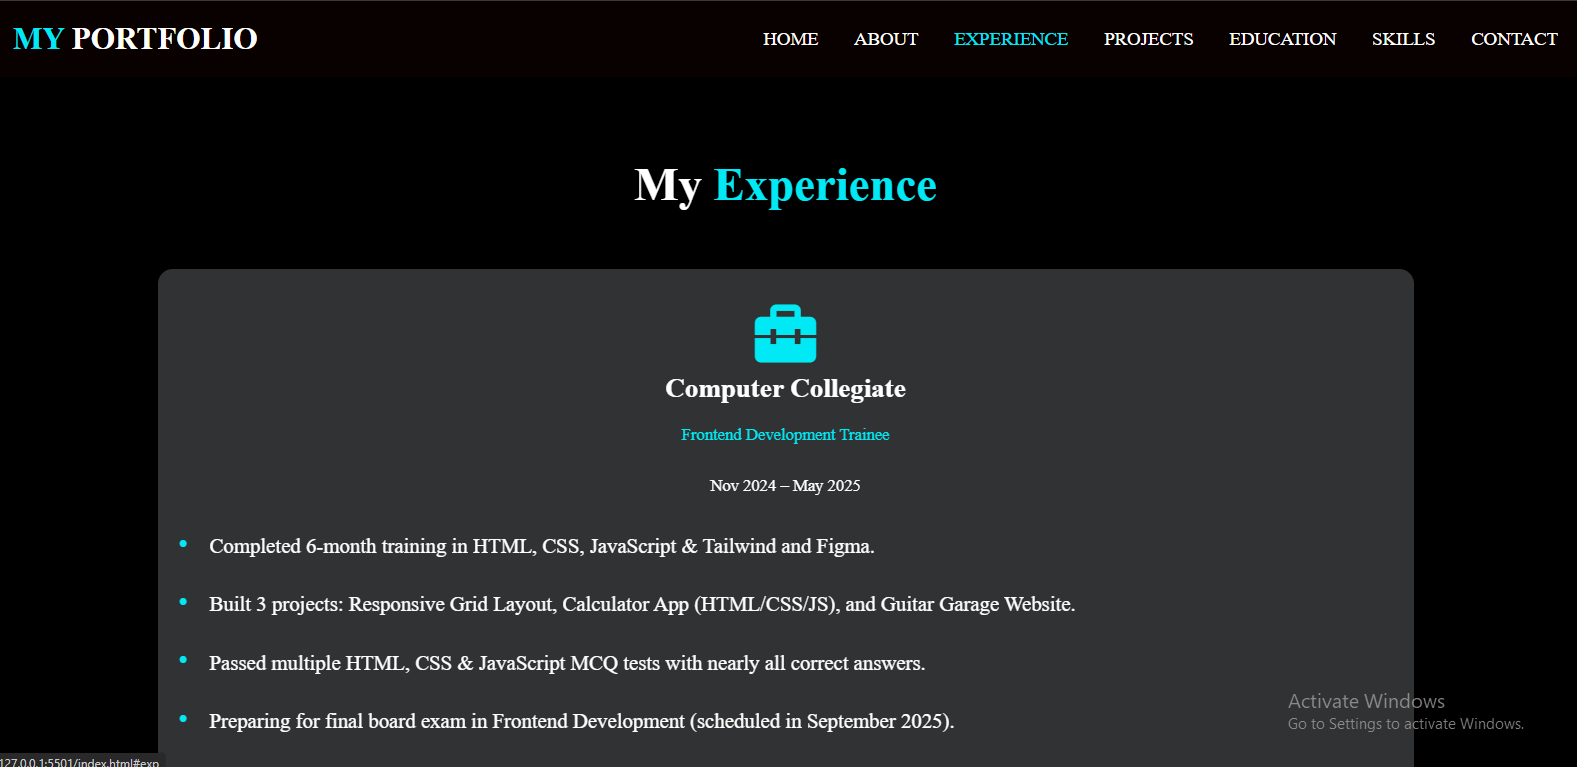 MY PORTFOLIO HOME ABOUT EXPERIENCE PROJECTS EDUCATION SKILLS CONTACT
My Experience
Computer Collegiate
Frontend Development Trainee
Nov 2024 – May 2025
• Completed 6-month training in HTML, CSS, JavaScript & Tailwind and Figma.
• Built 3 projects: Responsive Grid Layout, Calculator App (HTML/CSS/JS), and Guitar Garage Website.
• Passed multiple HTML, CSS & JavaScript MCQ tests with nearly all correct answers.
• Preparing for final board exam in Frontend Development (scheduled in September 2025).
Activate Windows
Go to Settings to activate Windows.
127.0.0.1:5501/index.html#exp